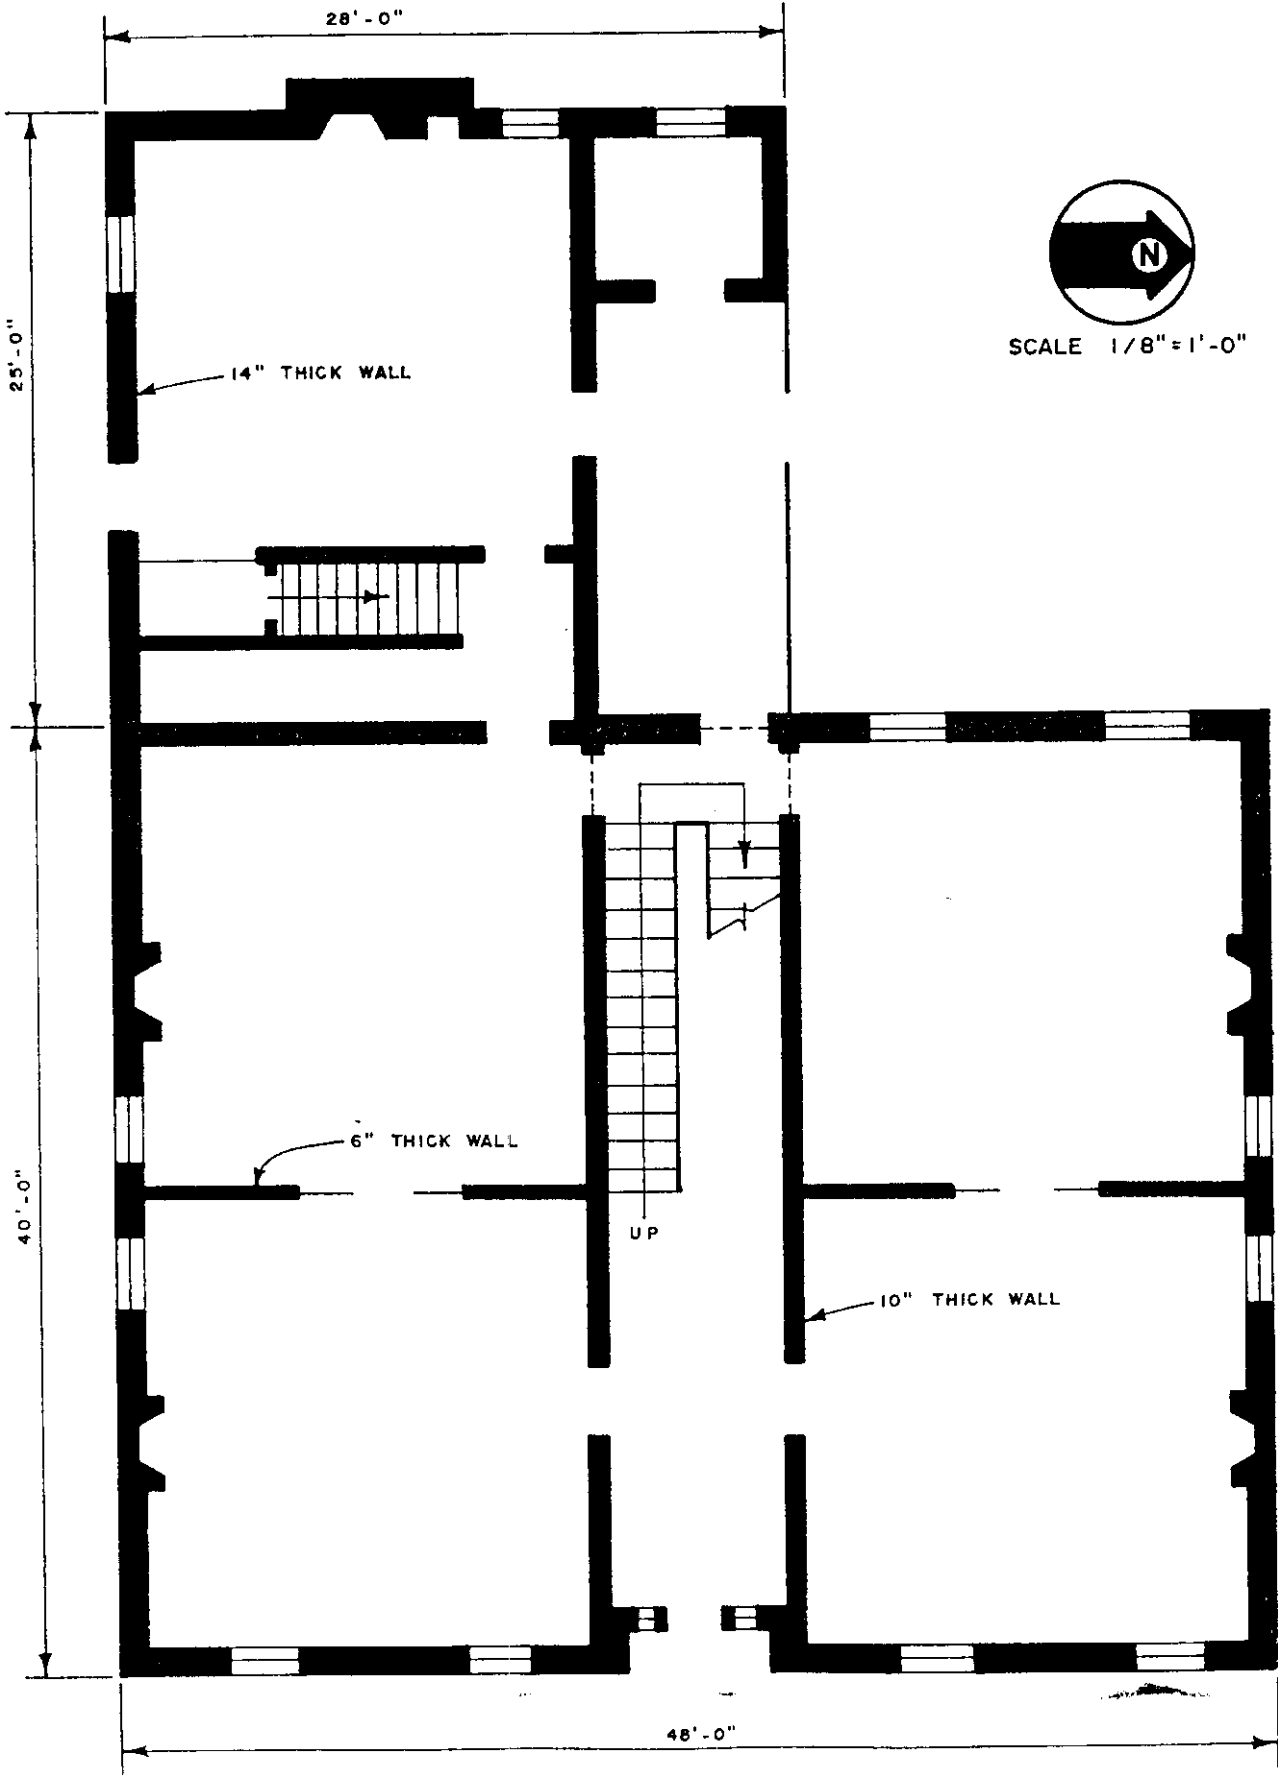 28'-0"
N
SCALE 1/8"=1'-0"
25'-0"
14" THICK WALL
6" THICK WALL
40'-0"
UP
10" THICK WALL
48'-0"